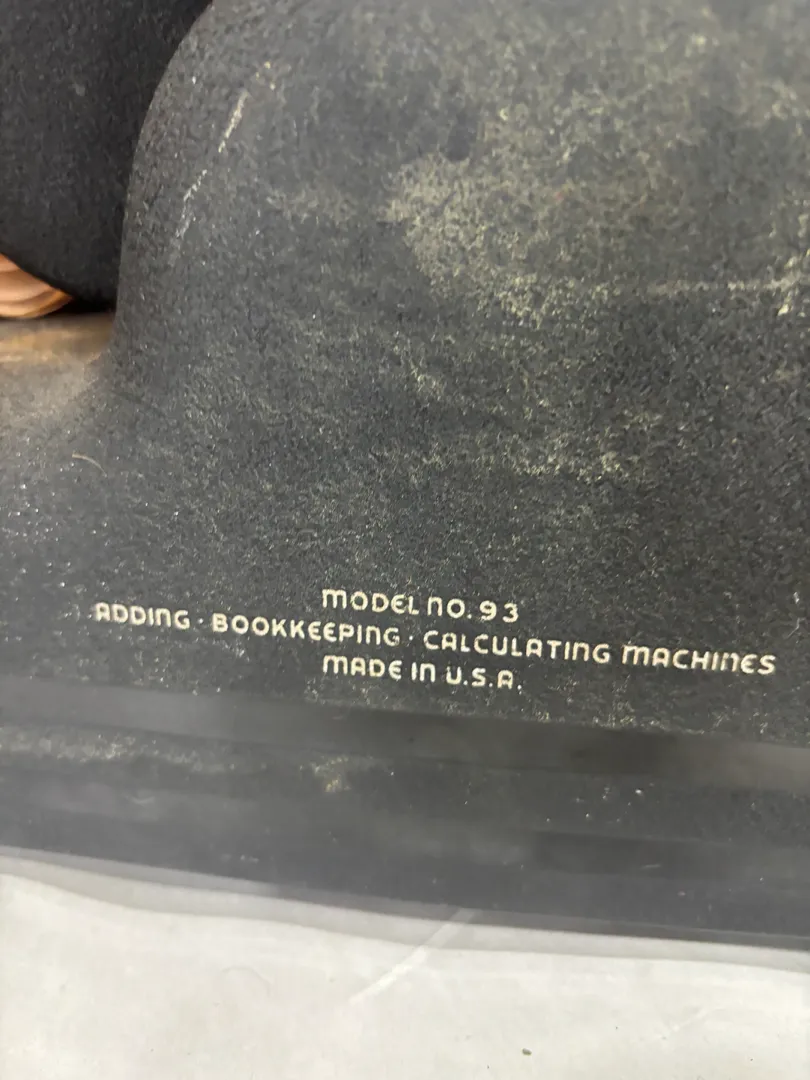 MODEL NO. 93
ADDING · BOOKKEEPING · CALCULATING MACHINES
MADE IN U.S.A.